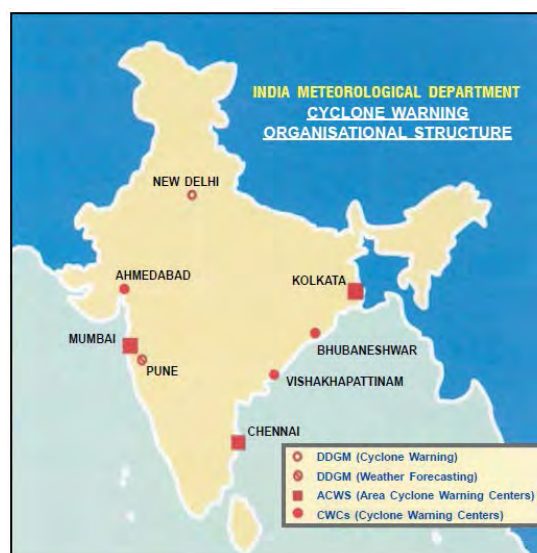 INDIA METEOROLOGICAL DEPARTMENT
CYCLONE WARNING
ORGANISATIONAL STRUCTURE
NEW DELHI
AHMEDABAD
KOLKATA
MUMBAI
BHUBANESHWAR
PUNE
VISHAKHAPATTINAM
CHENNAI
DDGM (Cyclone Warning)
DDGM (Weather Forecasting)
ACWS (Area Cyclone Warning Centers)
CWCs (Cyclone Warning Centers)